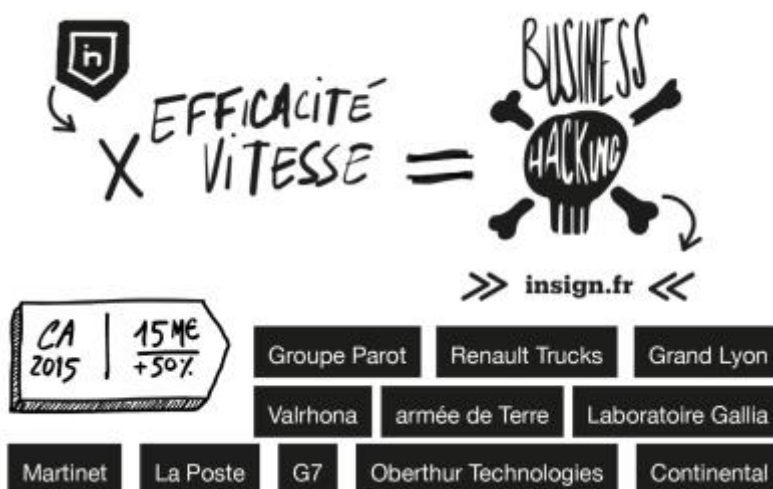 in
X EFFICACITÉ
VITESSE =
BUSINESS
HACKING
>> insign.fr <<
CA
2015
15 M€
+50%
Groupe Parot
Renault Trucks
Grand Lyon
Valrhona
armée de Terre
Laboratoire Gallia
Martinet
La Poste
G7
Oberthur Technologies
Continental